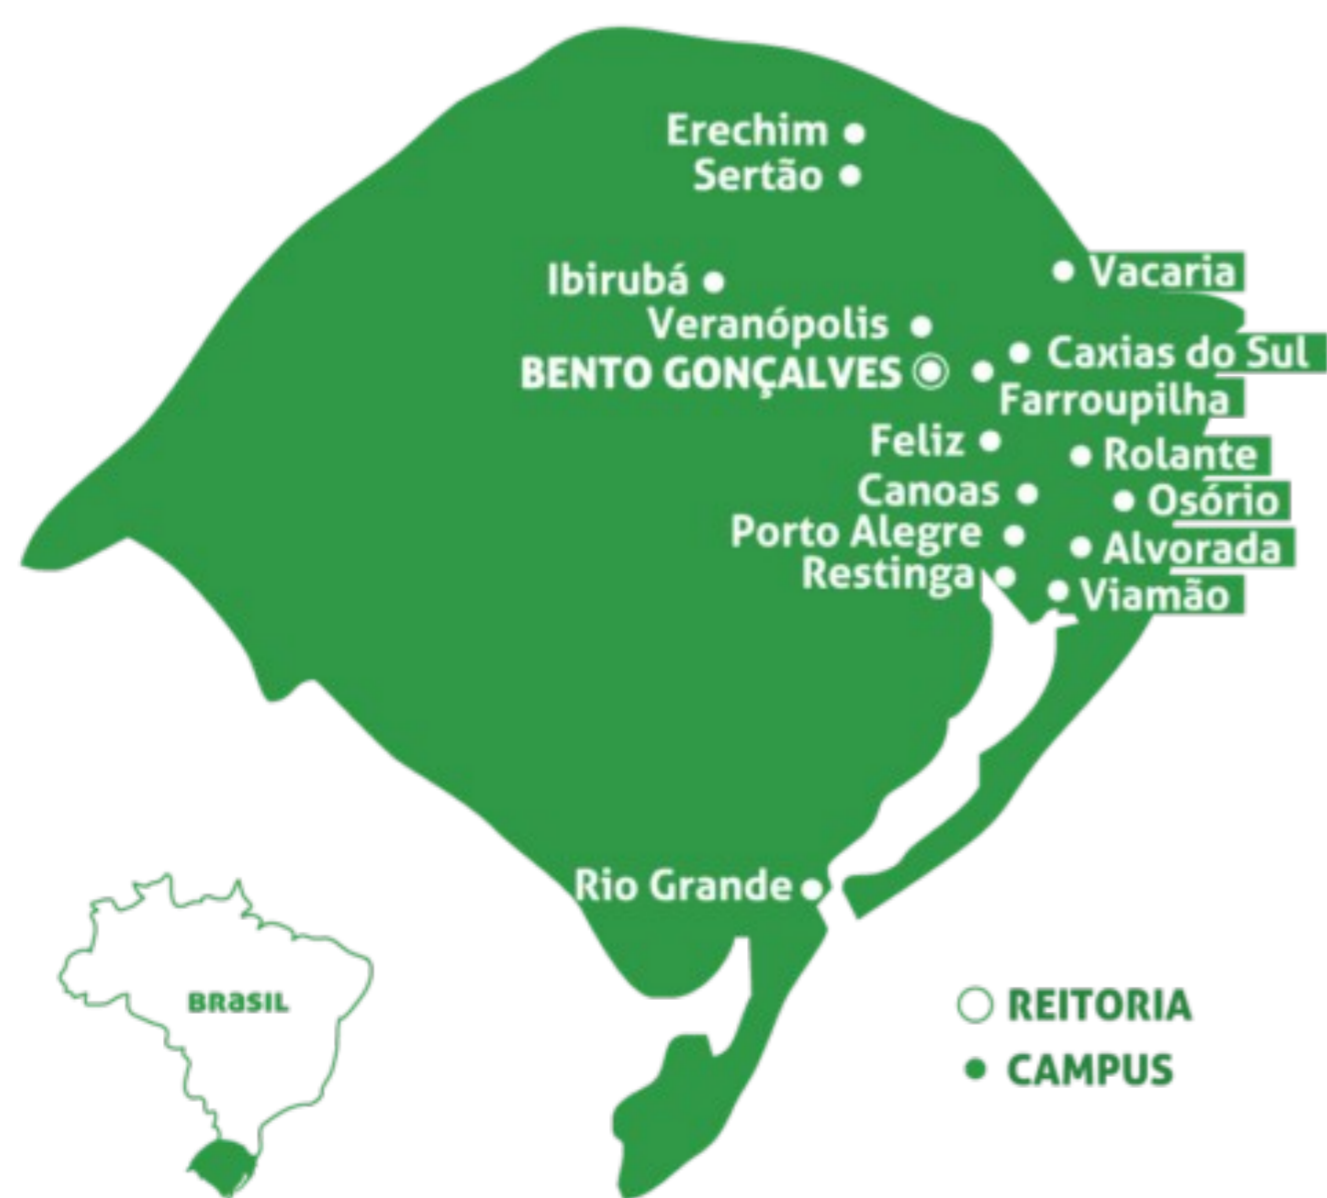 Erechim
Sertão
Vacaria
Ibirubá
Veranópolis
Caxias do Sul
BENTO GONÇALVES
Farroupilha
Feliz
Rolante
Canoas
Osório
Porto Alegre
Alvorada
Restinga
Viamão
Rio Grande
BRaSIL
REITORIA
CAMPUS